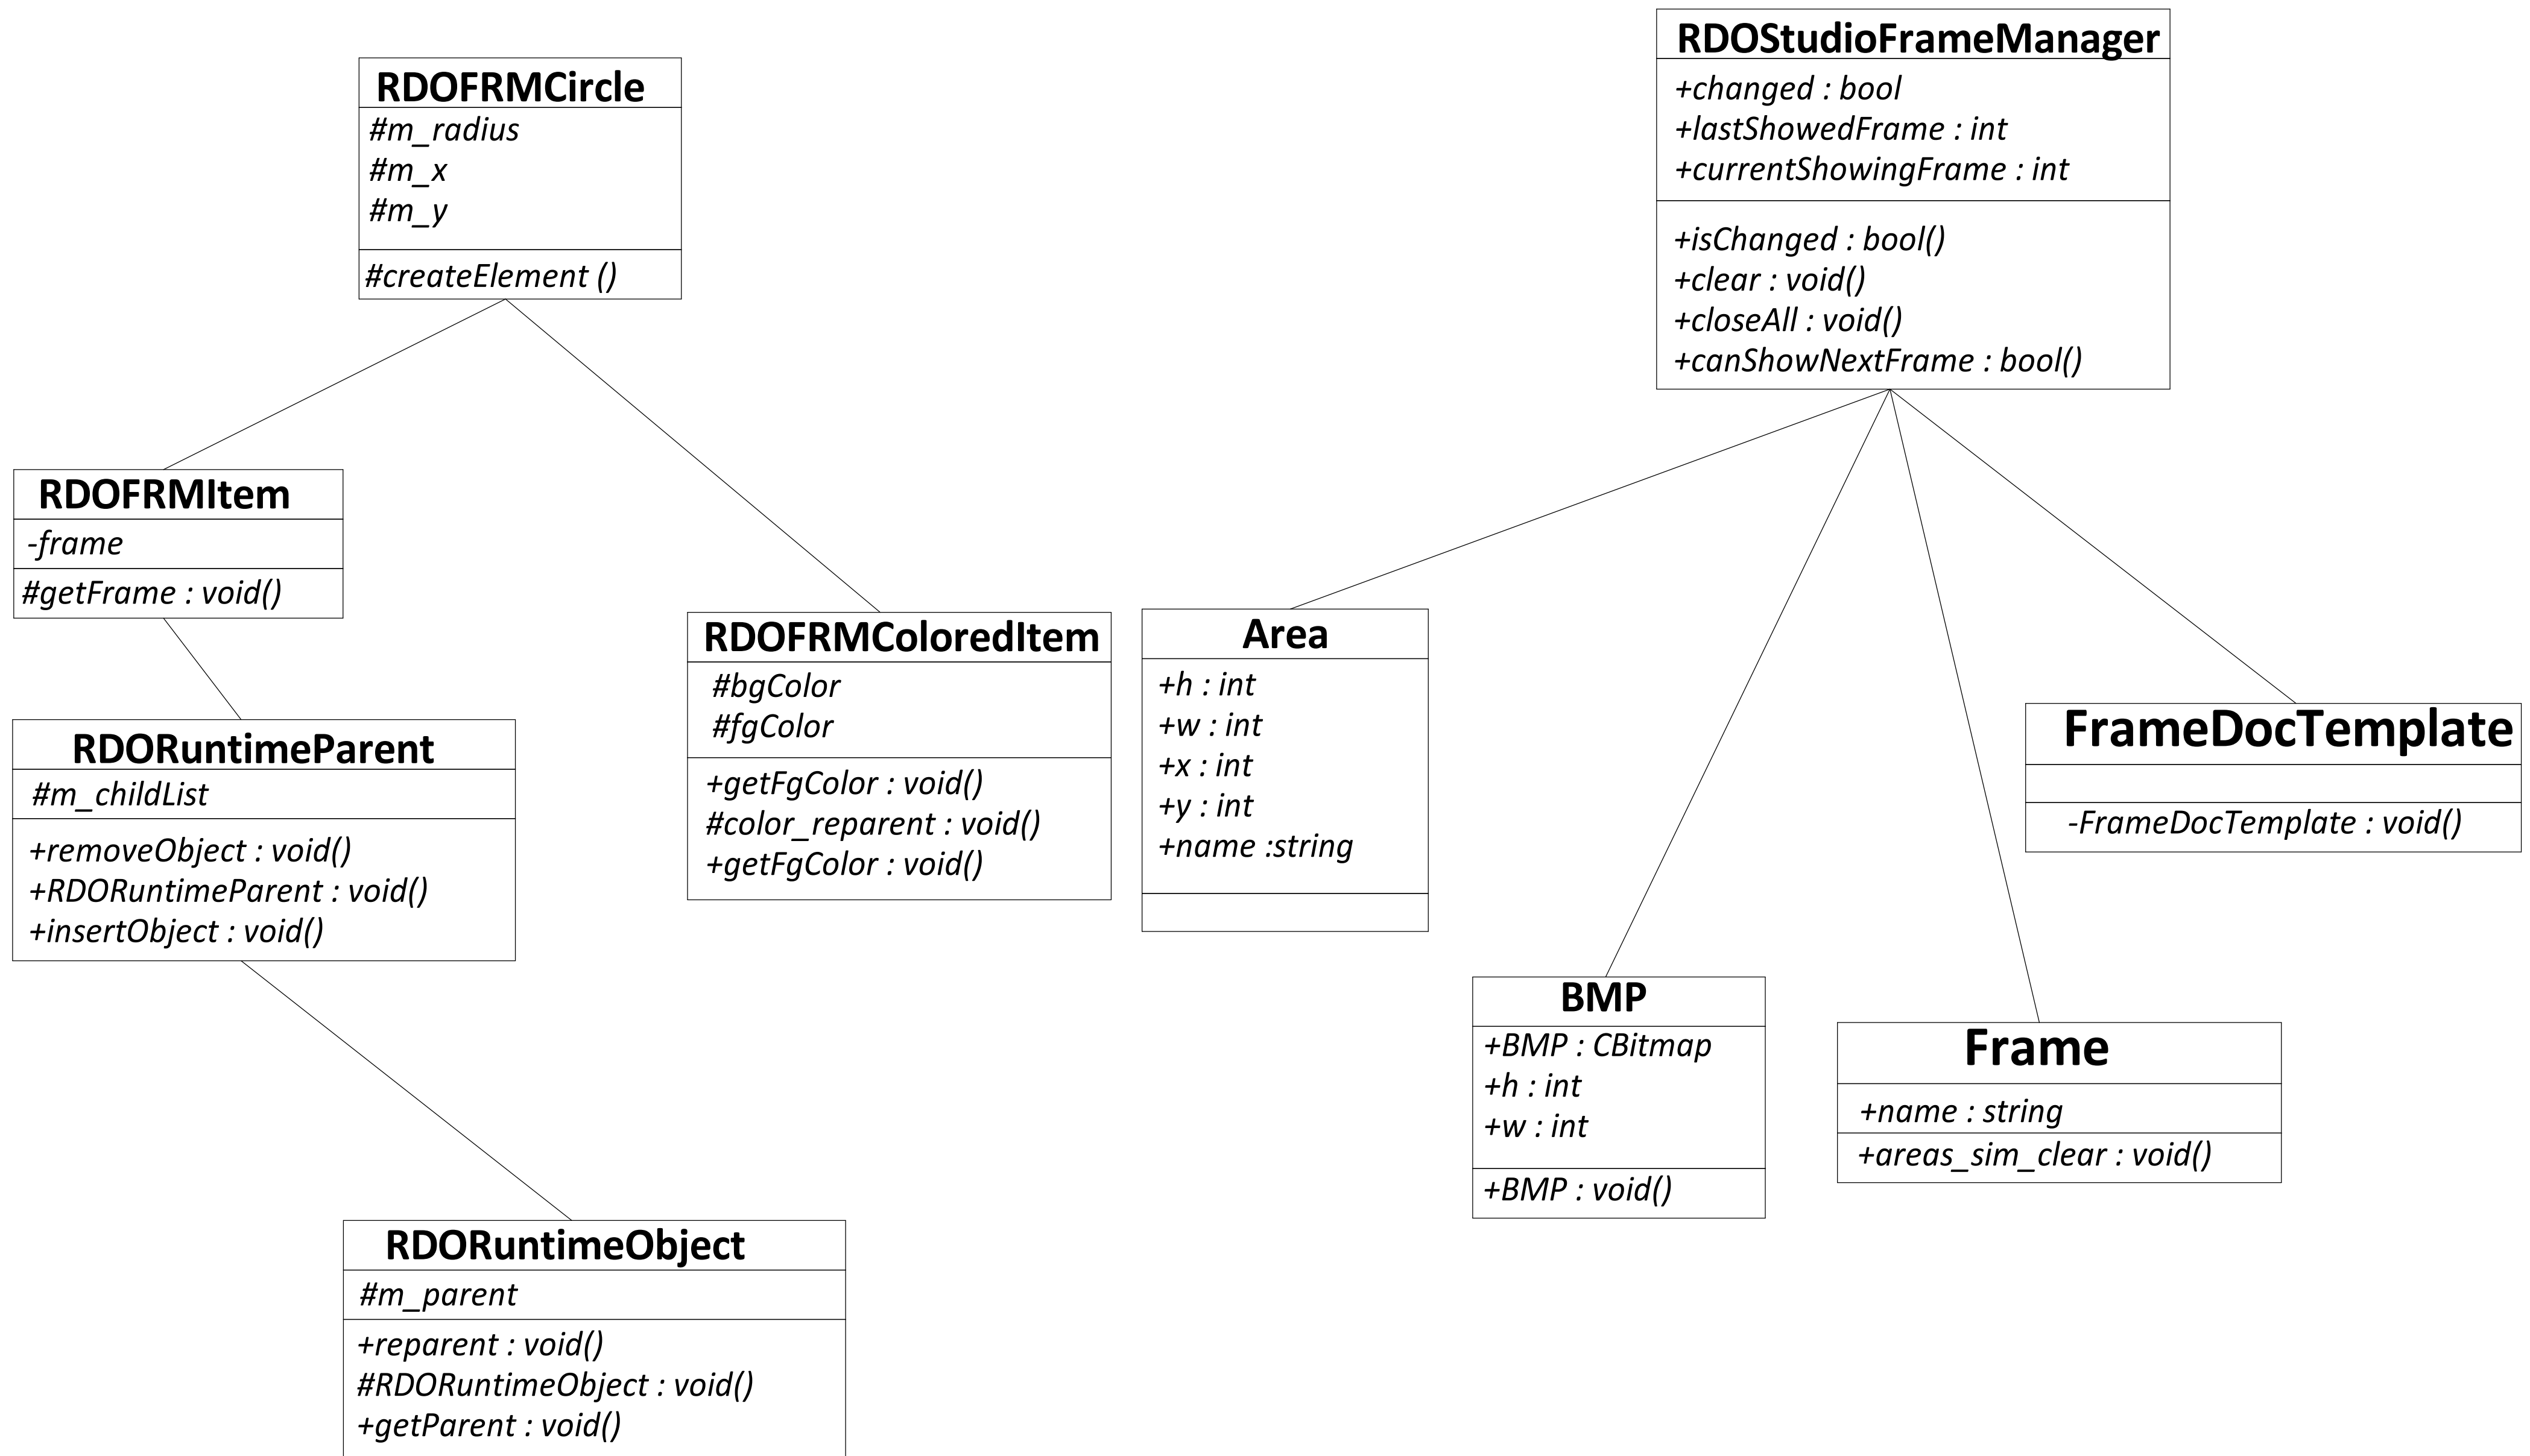 RDOFRMCircle
#m_radius
#m_x
#m_y
#createElement ()
RDOFRMItem
-frame
#getFrame : void()
RDORuntimeParent
#m_childList
+removeObject : void()
+RDORuntimeParent : void()
+insertObject : void()
RDOFRMColoredItem
#bgColor
#fgColor
+getFgColor : void()
#color_reparent : void()
+getFgColor : void()
RDORuntimeObject
#m_parent
+reparent : void()
#RDORuntimeObject : void()
+getParent : void()
RDOStudioFrameManager
+changed : bool
+lastShowedFrame : int
+currentShowingFrame : int
+isChanged : bool()
+clear : void()
+closeAll : void()
+canShowNextFrame : bool()
Area
+h : int
+w : int
+x : int
+y : int
+name :string
BMP
+BMP : CBitmap
+h : int
+w : int
+BMP : void()
Frame
+name : string
+areas_sim_clear : void()
FrameDocTemplate
-FrameDocTemplate : void()